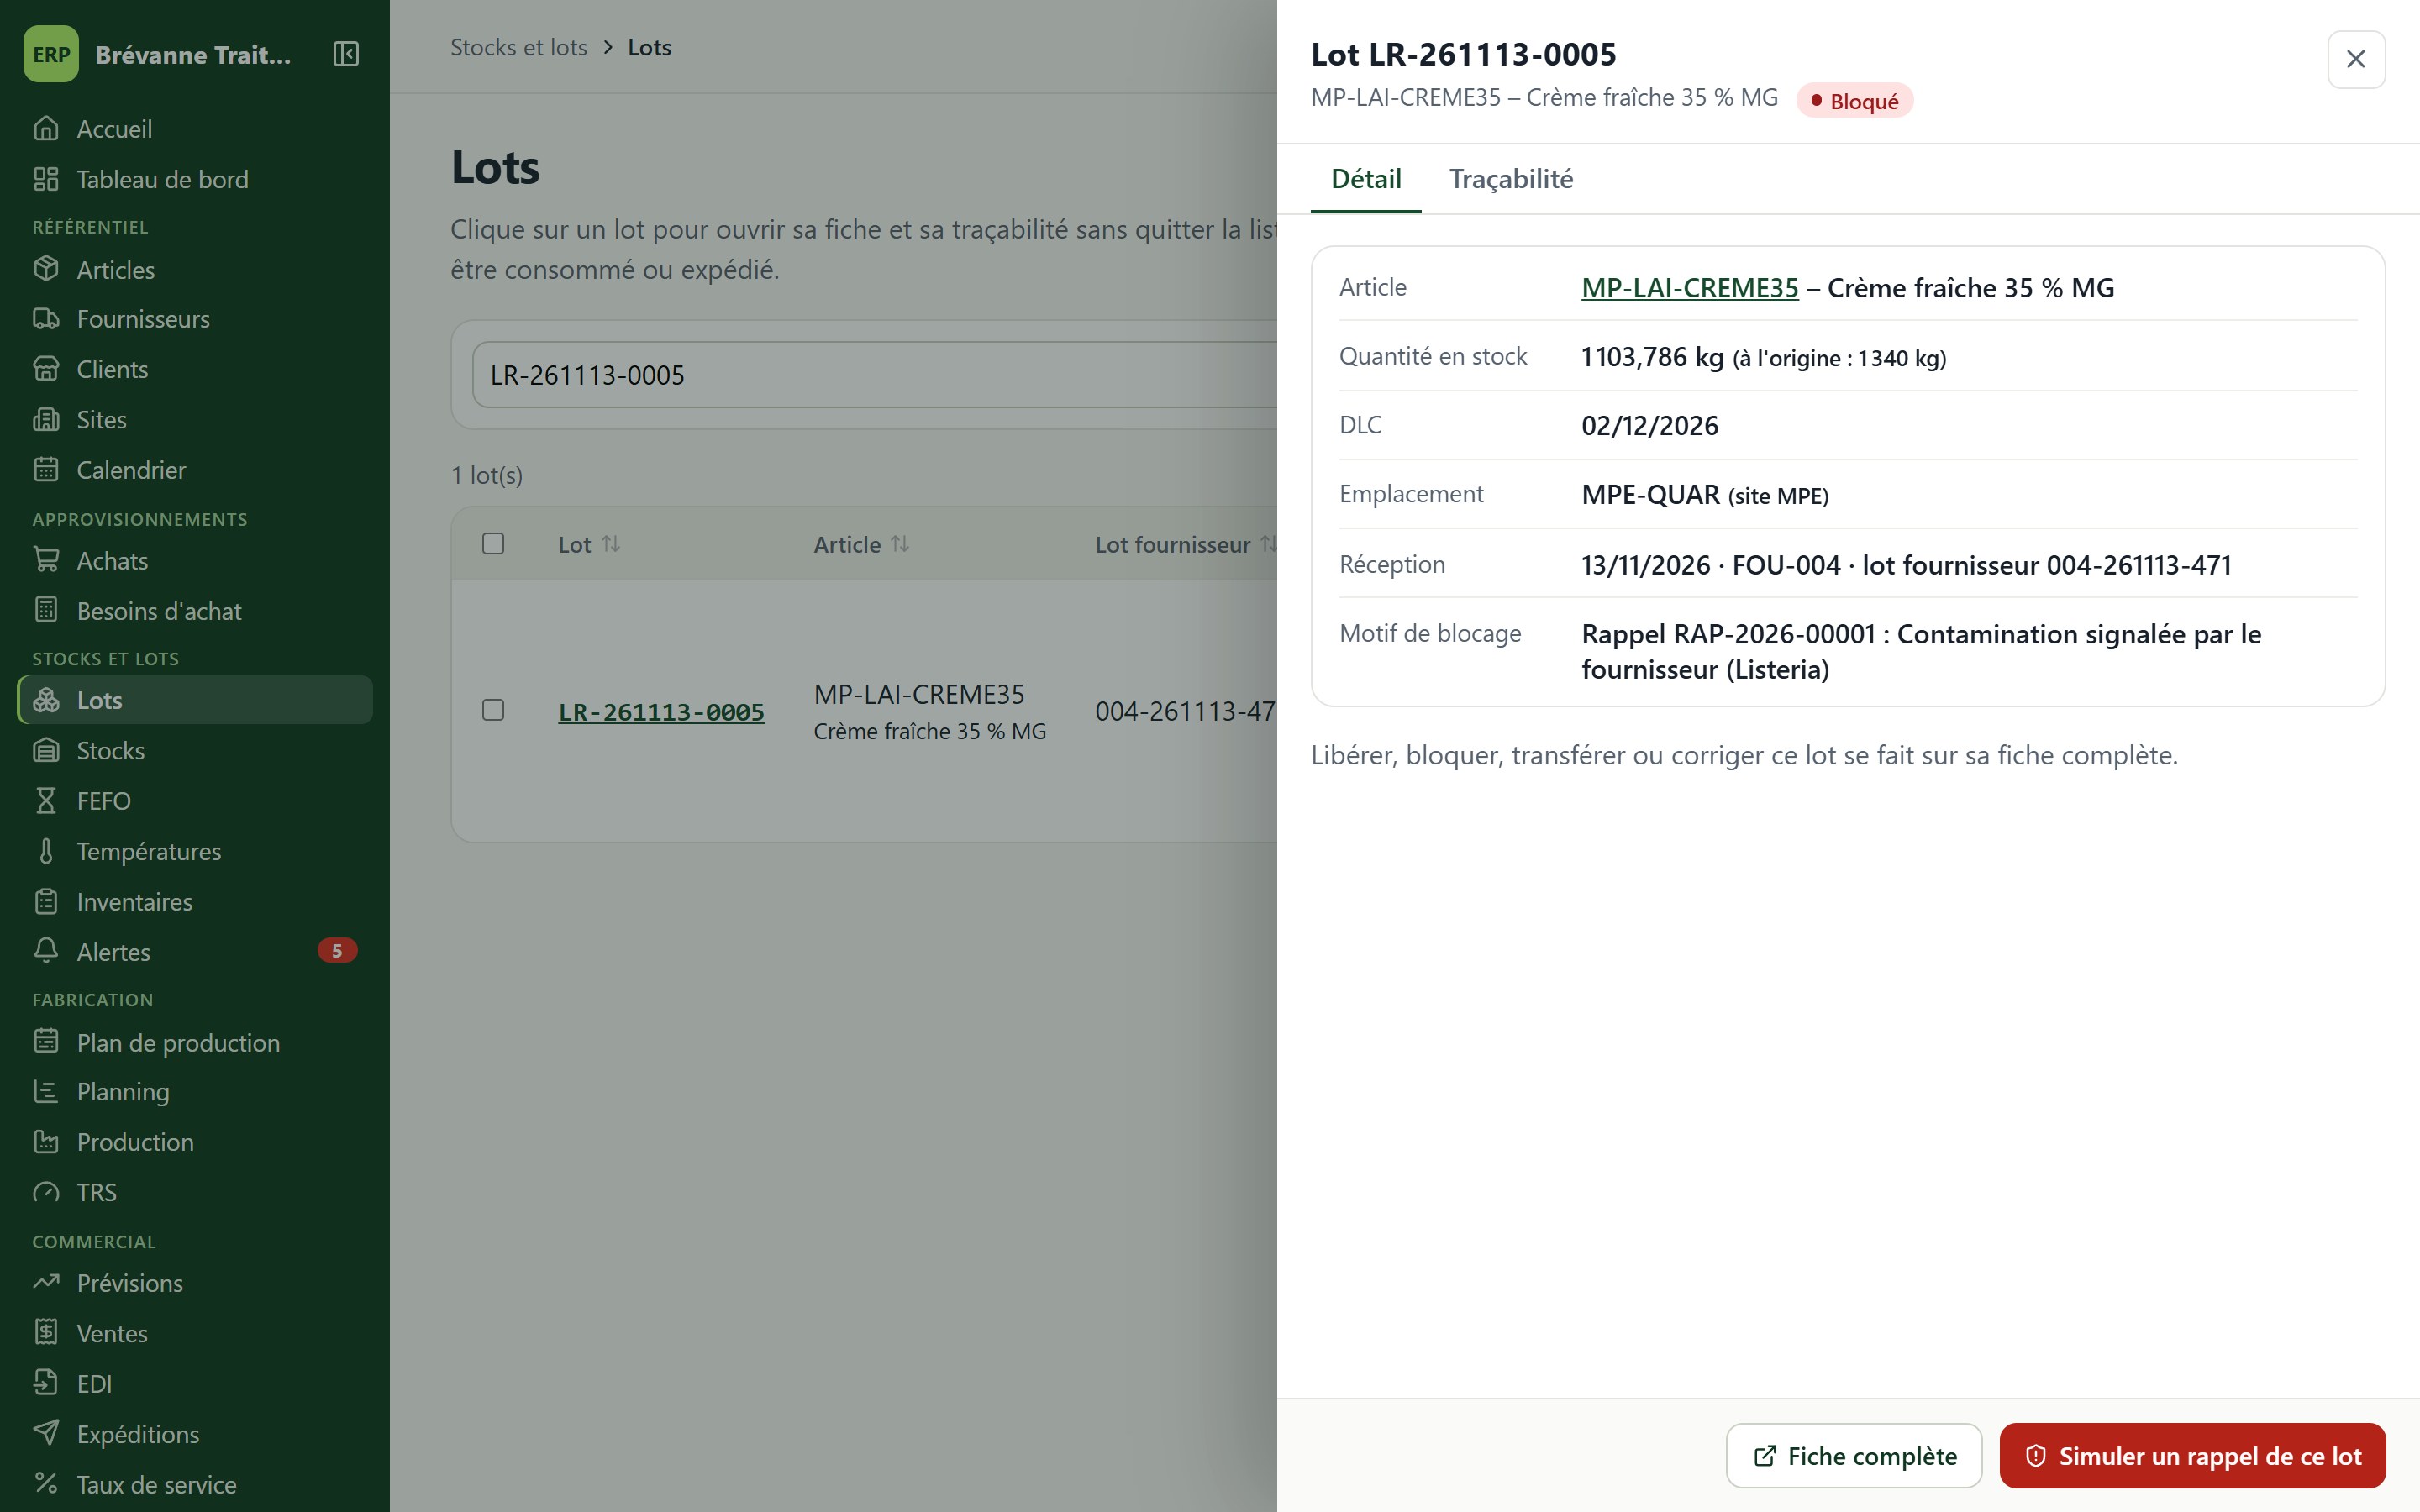 ERP
Brévanne Trait...
Accueil
Tableau de bord
RÉFÉRENTIEL
Articles
Fournisseurs
Clients
Sites
Calendrier
APPROVISIONNEMENTS
Achats
Besoins d'achat
STOCKS ET LOTS
Lots
Stocks
FEFO
Températures
Inventaires
Alertes 5
FABRICATION
Plan de production
Planning
Production
TRS
COMMERCIAL
Prévisions
Ventes
EDI
Expéditions
Taux de service
Stocks et lots > Lots
Lots
Clique sur un lot pour ouvrir sa fiche et sa traçabilité sans quitter la
être consommé ou expédié.
LR-261113-0005
1 lot(s)
Lot Article Lot fournisseur
LR-261113-0005 MP-LAI-CREME35 004-261113-47
Crème fraîche 35 % MG
Lot LR-261113-0005
MP-LAI-CREME35 – Crème fraîche 35 % MG Bloqué
Détail Traçabilité
Article MP-LAI-CREME35 – Crème fraîche 35 % MG
Quantité en stock 1103,786 kg (à l'origine : 1340 kg)
DLC 02/12/2026
Emplacement MPE-QUAR (site MPE)
Réception 13/11/2026 · FOU-004 · lot fournisseur 004-261113-471
Motif de blocage Rappel RAP-2026-00001 : Contamination signalée par le
fournisseur (Listeria)
Libérer, bloquer, transférer ou corriger ce lot se fait sur sa fiche complète.
Fiche complète Simuler un rappel de ce lot